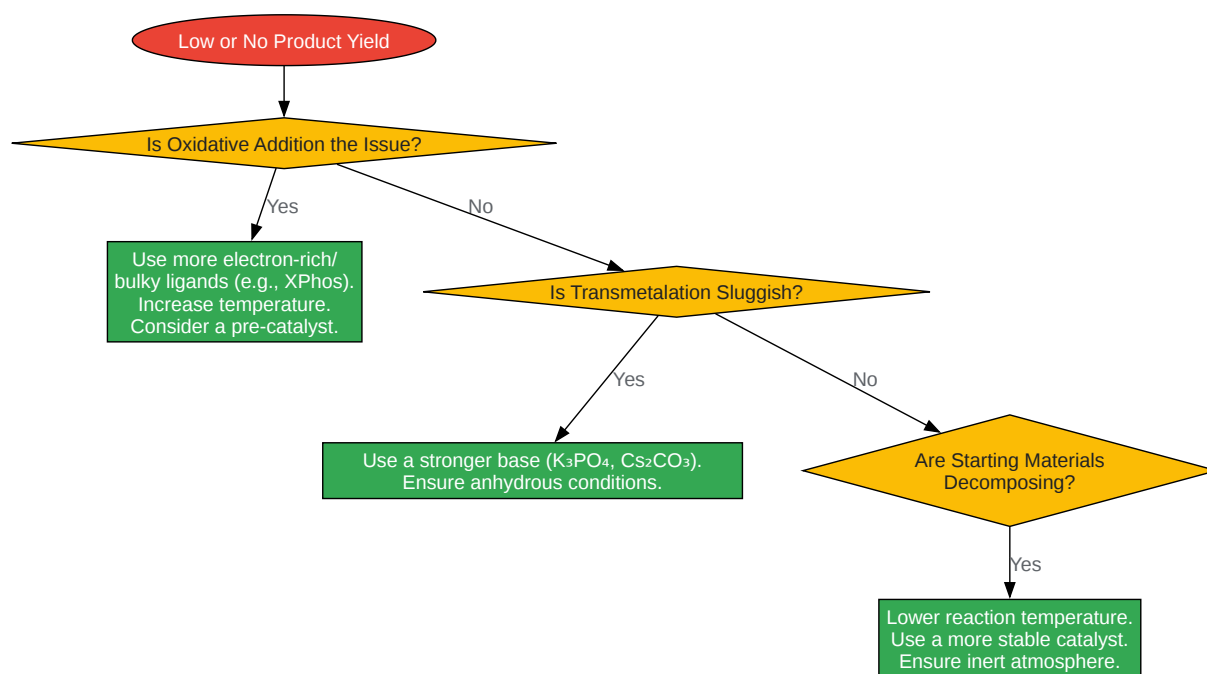 Low or No Product Yield
Is Oxidative Addition the Issue?
Yes
No
Use more electron-rich/
bulky ligands (e.g., XPhos).
Increase temperature.
Consider a pre-catalyst.
Is Transmetalation Sluggish?
Yes
No
Use a stronger base (K₃PO₄, Cs₂CO₃).
Ensure anhydrous conditions.
Are Starting Materials
Decomposing?
Yes
Lower reaction temperature.
Use a more stable catalyst.
Ensure inert atmosphere.